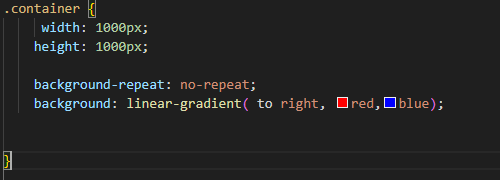 .container {
width: 1000px;
height: 1000px;
background-repeat: no-repeat;
background: linear-gradient( to right, red,blue);
}